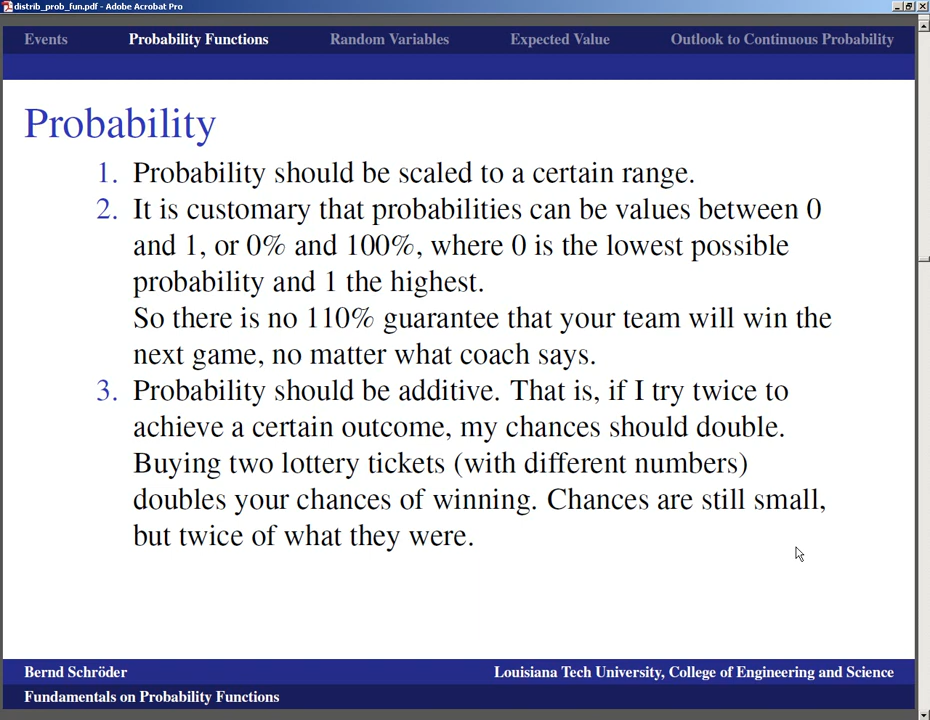 distrib_prob_fun.pdf - Adobe Acrobat Pro
Events Probability Functions Random Variables Expected Value Outlook to Continuous Probability
Probability
1. Probability should be scaled to a certain range.
2. It is customary that probabilities can be values between 0
and 1, or 0% and 100%, where 0 is the lowest possible
probability and 1 the highest.
So there is no 110% guarantee that your team will win the
next game, no matter what coach says.
3. Probability should be additive. That is, if I try twice to
achieve a certain outcome, my chances should double.
Buying two lottery tickets (with different numbers)
doubles your chances of winning. Chances are still small,
but twice of what they were.
Bernd Schröder Louisiana Tech University, College of Engineering and Science
Fundamentals on Probability Functions